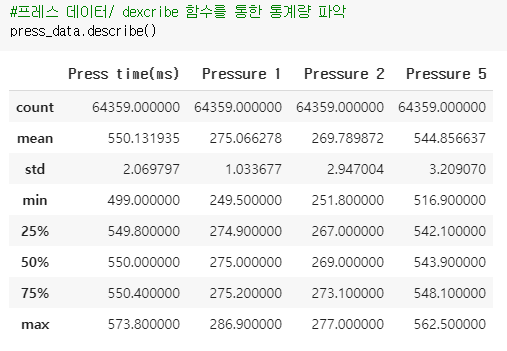 #프레스 데이터/ dexcribe 함수를 통한 통계량 파악
press_data.describe()
Press time(ms) Pressure 1 Pressure 2 Pressure 5
count 64359.000000 64359.000000 64359.000000 64359.000000
mean 550.131935 275.066278 269.789872 544.856637
std 2.069797 1.033677 2.947004 3.209070
min 499.000000 249.500000 251.800000 516.900000
25% 549.800000 274.900000 267.000000 542.100000
50% 550.000000 275.000000 269.000000 543.900000
75% 550.400000 275.200000 273.100000 548.100000
max 573.800000 286.900000 277.000000 562.500000